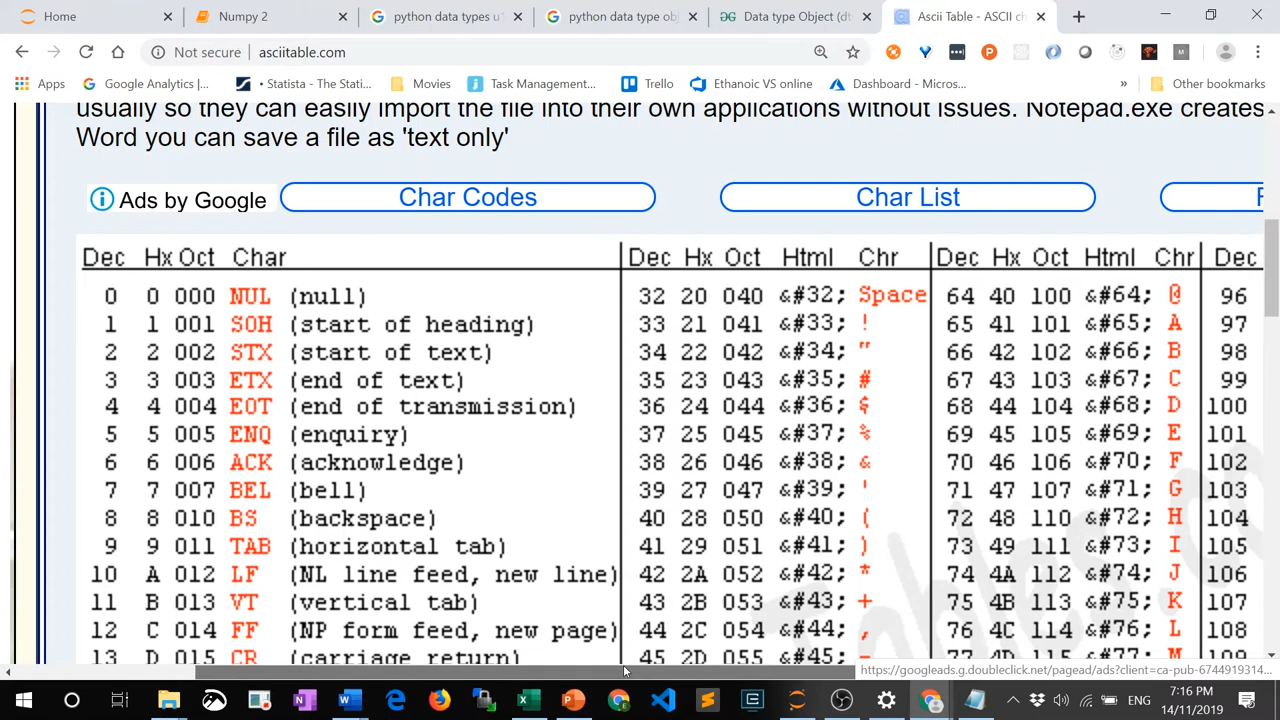 Home
Numpy 2
python data types u
python data type obj
Data type Object (dt
Ascii Table - ASCII ch
Not secure | asciitable.com
Apps
Google Analytics |...
• Statista - The Stati...
Movies
Task Management...
Trello
Ethanoic VM online
Dashboard - Micros...
»
Other bookmarks
usually so they can easily import the file into their own applications without issues. Notepad.exe creates
Word you can save a file as 'text only'
Ads by Google
Char Codes
Char List
F
Dec Hx Oct Char Dec Hx Oct Html Chr Dec Hx Oct Html Chr Dec
0 0 000 NUL (null) 32 20 040 &#32; Space 64 40 100 &#64; @ 96
1 1 001 SOH (start of heading) 33 21 041 &#33; ! 65 41 101 &#65; A 97
2 2 002 STX (start of text) 34 22 042 &#34; " 66 42 102 &#66; B 98
3 3 003 ETX (end of text) 35 23 043 &#35; # 67 43 103 &#67; C 99
4 4 004 EOT (end of transmission) 36 24 044 &#36; $ 68 44 104 &#68; D 100
5 5 005 ENQ (enquiry) 37 25 045 &#37; % 69 45 105 &#69; E 101
6 6 006 ACK (acknowledge) 38 26 046 &#38; & 70 46 106 &#70; F 102
7 7 007 BEL (bell) 39 27 047 &#39; ' 71 47 107 &#71; G 103
8 8 010 BS (backspace) 40 28 050 &#40; ( 72 48 110 &#72; H 104
9 9 011 TAB (horizontal tab) 41 29 051 &#41; ) 73 49 111 &#73; I 105
10 A 012 LF (NL line feed, new line) 42 2A 052 &#42; * 74 4A 112 &#74; J 106
11 B 013 VT (vertical tab) 43 2B 053 &#43; + 75 4B 113 &#75; K 107
12 C 014 FF (NP form feed, new page) 44 2C 054 &#44; , 76 4C 114 &#76; L 108
13 D 015 CR (carriage return) 45 2D 055 &#45; - 77 4D 115 &#77; M 109
https://googleads.g.doubleclick.net/pagead/ads?client=ca-pub-6744919314...
ENG
7:16 PM
14/11/2019